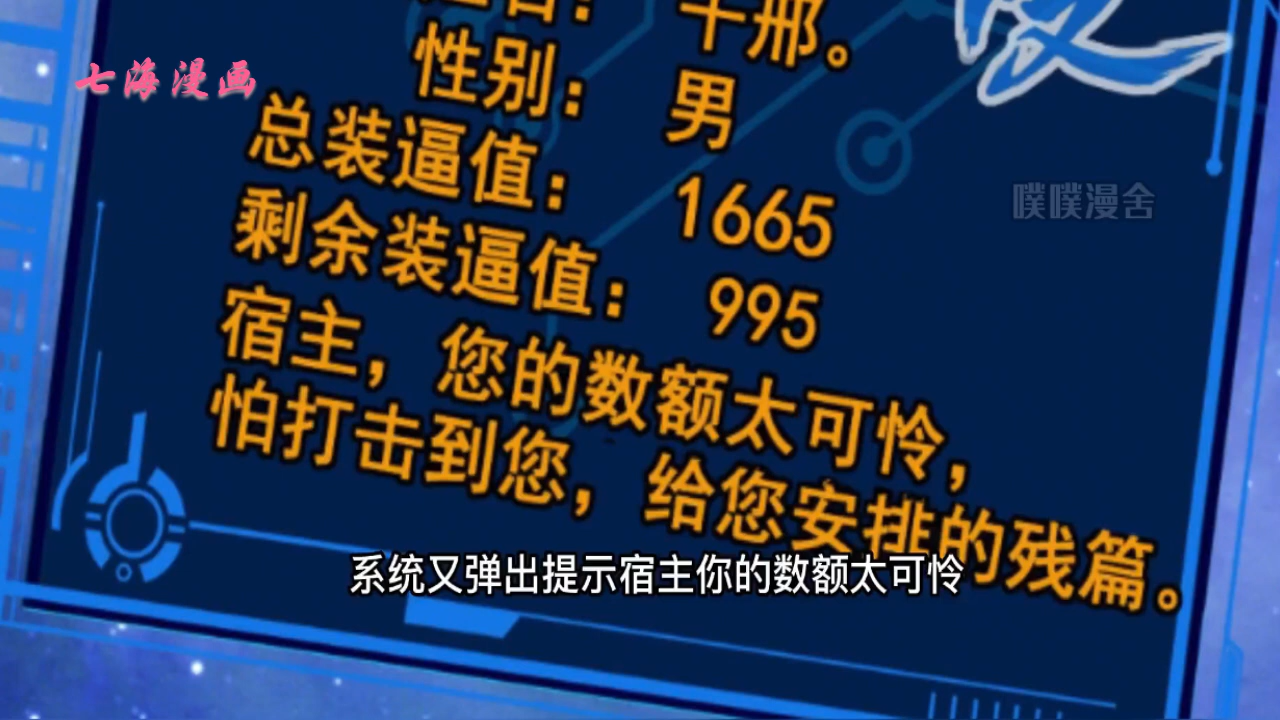 七海漫画
性别： 男
总装逼值： 1665
剩余装逼值： 995
宿主，您的数额太可怜，
怕打击到您，给您安排的残篇。
噗噗漫舍
系统又弹出提示宿主你的数额太可怜